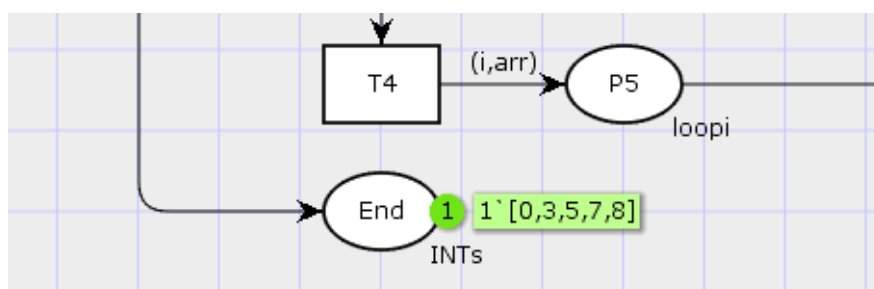 (i,arr)
T4
P5
loopi
End
1
1`[0,3,5,7,8]
INTs